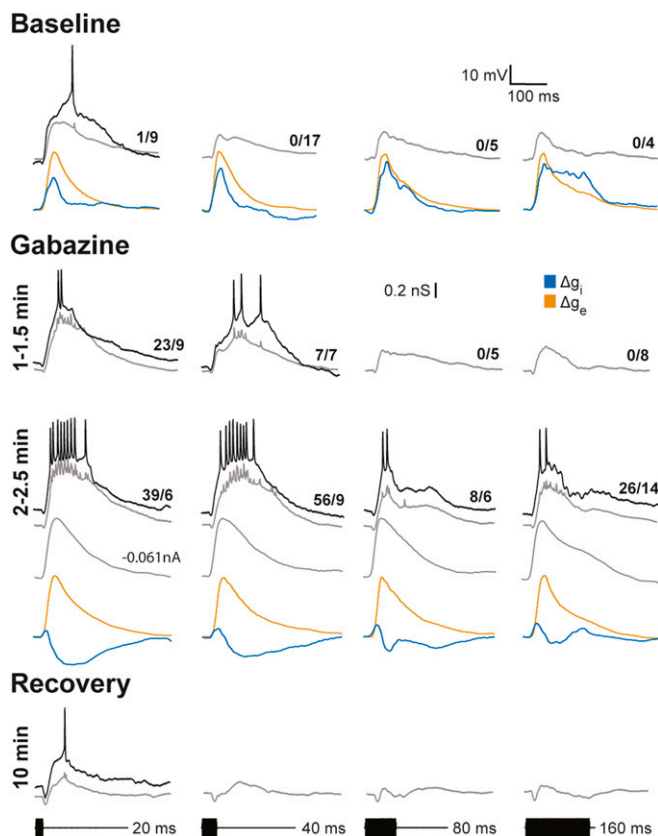 Baseline
10 mV
100 ms
1/9
0/17
0/5
0/4
Gabazine
1-1.5 min
0.2 nS
Δgi
Δge
23/9
7/7
0/5
0/8
2-2.5 min
39/6
56/9
8/6
26/14
-0.061nA
Recovery
10 min
20 ms
40 ms
80 ms
160 ms